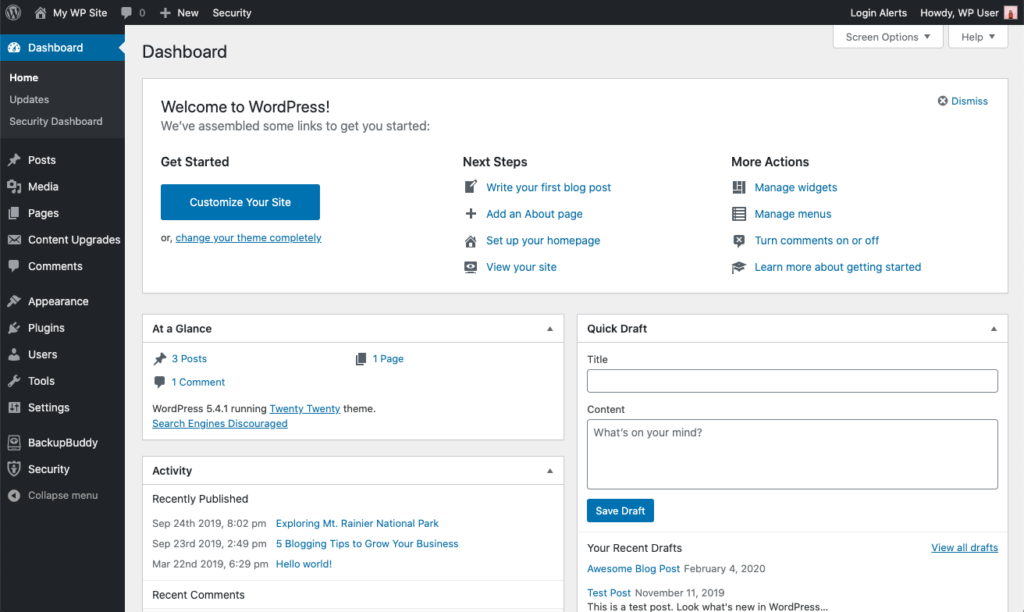 My WP Site 0 New Security Login Alerts Howdy, WP User
Dashboard
Home
Updates
Security Dashboard
Posts
Media
Pages
Content Upgrades
Comments
Appearance
Plugins
Users
Tools
Settings
BackupBuddy
Security
Collapse menu
Screen Options ▼ Help ▼
Dashboard
Welcome to WordPress!
We've assembled some links to get you started:
Dismiss
Get Started
Customize Your Site
or, change your theme completely
Next Steps
Write your first blog post
Add an About page
Set up your homepage
View your site
More Actions
Manage widgets
Manage menus
Turn comments on or off
Learn more about getting started
At a Glance
3 Posts 1 Page
1 Comment
WordPress 5.4.1 running Twenty Twenty theme.
Search Engines Discouraged
Activity
Recently Published
Sep 24th 2019, 8:02 pm Exploring Mt. Rainier National Park
Sep 23rd 2019, 2:49 pm 5 Blogging Tips to Grow Your Business
Mar 22nd 2019, 6:29 pm Hello world!
Recent Comments
Quick Draft
Title
Content
What's on your mind?
Save Draft
Your Recent Drafts View all drafts
Awesome Blog Post February 4, 2020
Test Post November 11, 2019
This is a test post. Look what's new in WordPress…